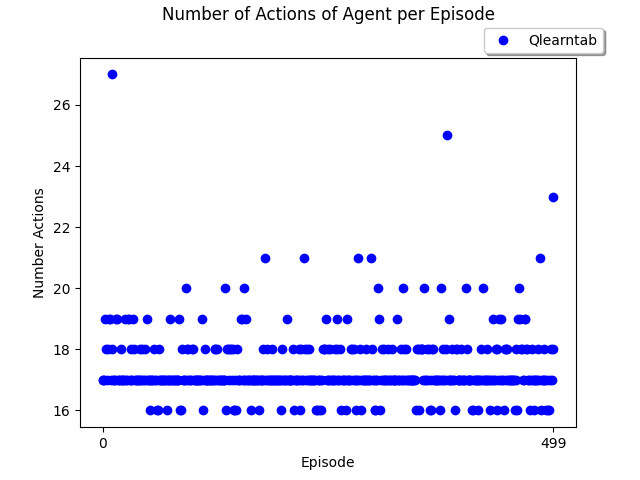 Number of Actions of Agent per Episode
Qlearntab
26
24
22
20
18
16
Number Actions
0
499
Episode